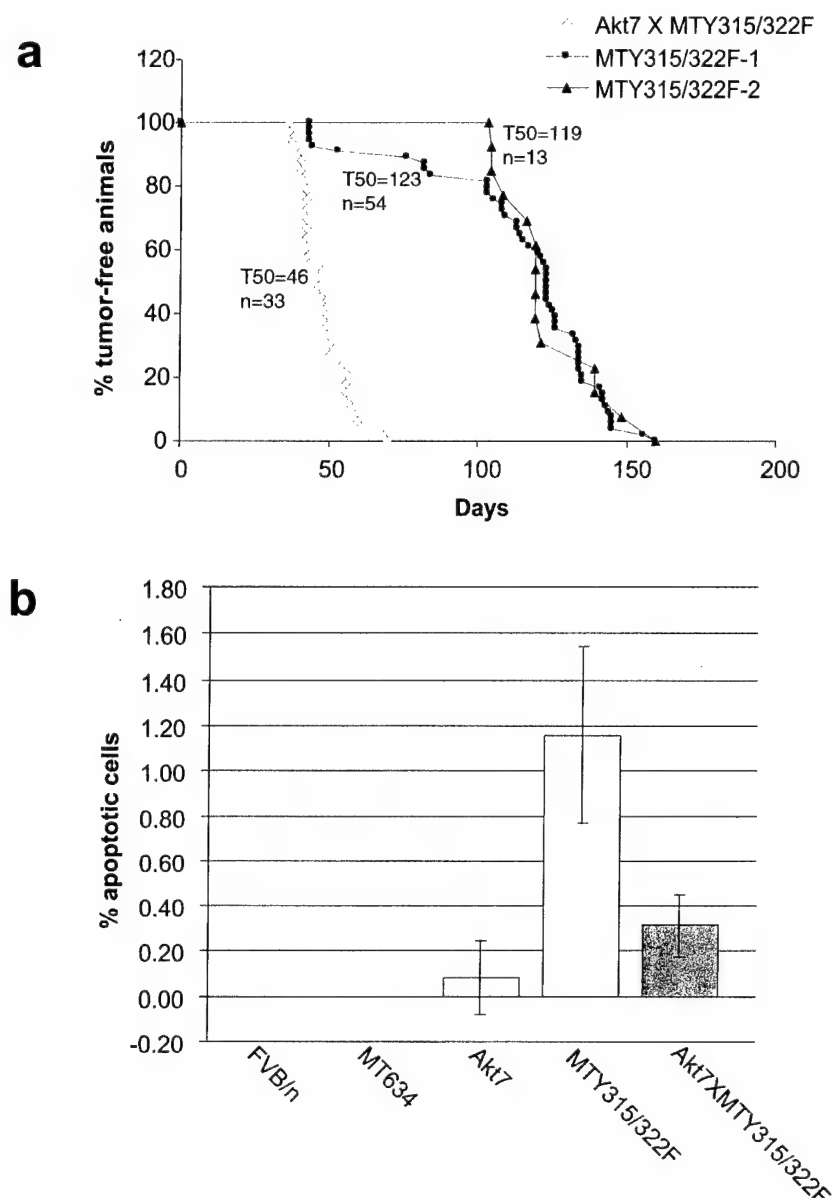 a
Akt7 X MTY315/322F
MTY315/322F-1
MTY315/322F-2
% tumor-free animals
120
100
80
60
40
20
0
T50=119
n=13
T50=123
n=54
T50=46
n=33
0 50 100 150 200
Days
b
% apoptotic cells
1.80
1.60
1.40
1.20
1.00
0.80
0.60
0.40
0.20
0.00
-0.20
FVB/n
MT634
Akt7
MTY315/322F
Akt7XMTY315/322F